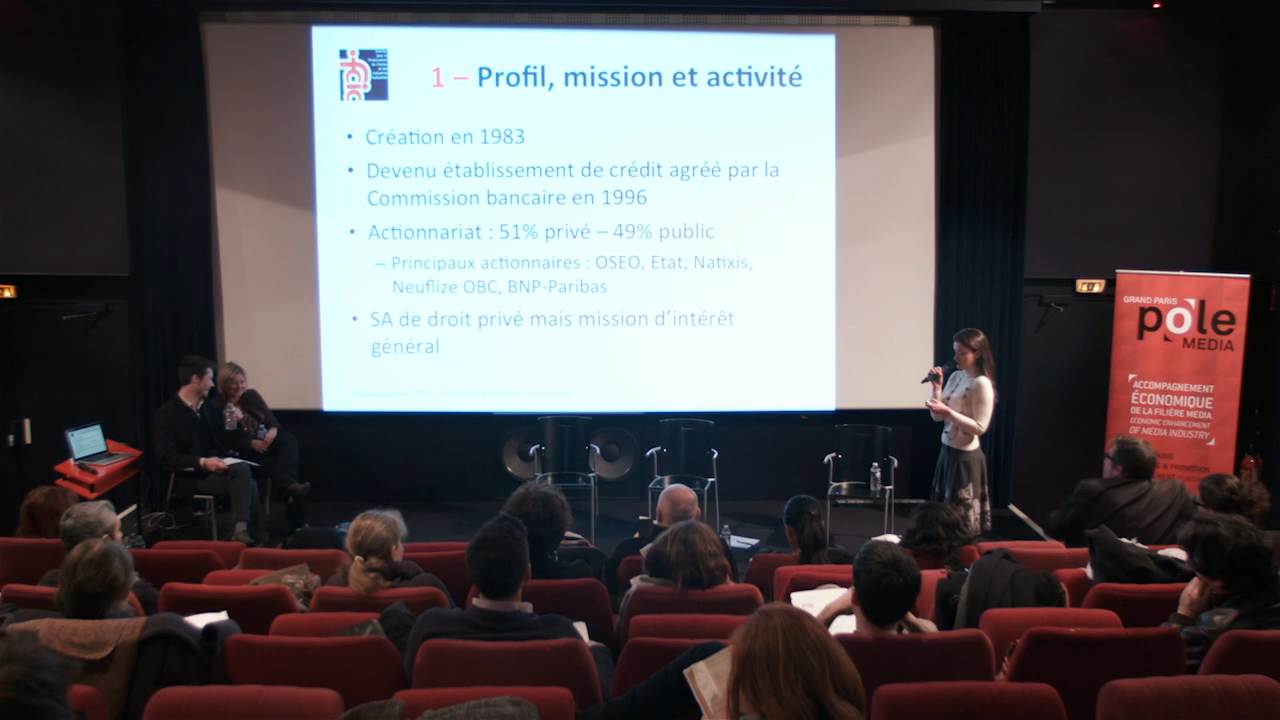 ifcic
1 – Profil, mission et activité
• Création en 1983
• Devenu établissement de crédit agréé par la
Commission bancaire en 1996
• Actionnariat : 51% privé – 49% public
– Principaux actionnaires : OSEO, Etat, Natixis,
Neuflize OBC, BNP-Paribas
• SA de droit privé mais mission d'intérêt
général
GRAND PARIS
pole
MEDIA
ACCOMPAGNEMENT
ÉCONOMIQUE
DE LA FILIÈRE MEDIA
ECONOMIC ENHANCEMENT
OF MEDIA INDUSTRY
& PROMOTION